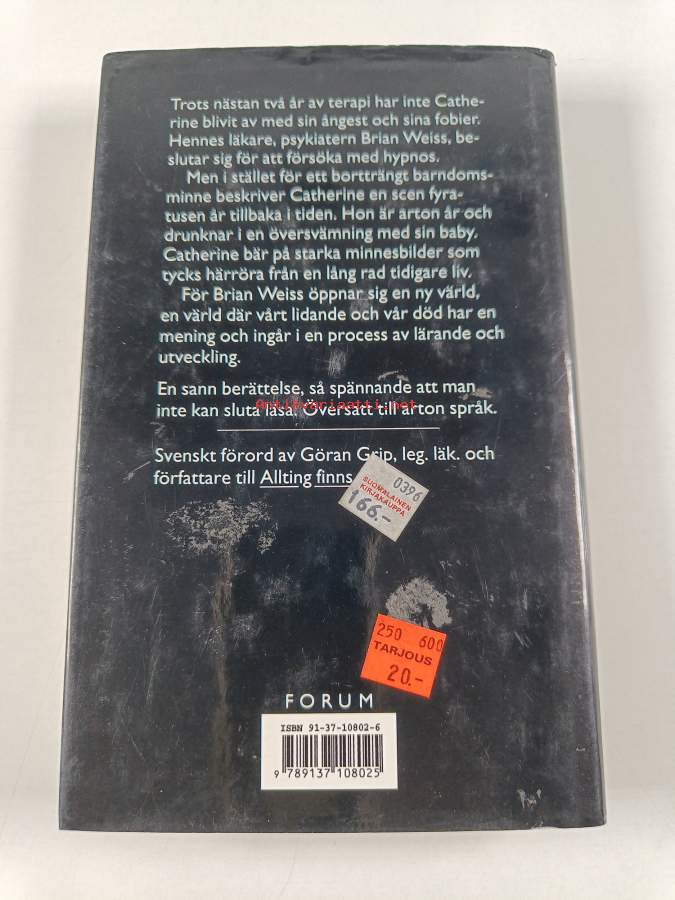 Trots nästan två år av terapi har inte Cathe-
rine blivit av med sin ångest och sina fobier.
Hennes läkare, psykiatern Brian Weiss, be-
slutar sig för att försöka med hypnos.
Men i stället för ett bortträngt barndoms-
minne beskriver Catherine en scen fyra-
tusen år tillbaka i tiden. Hon är arton år och
drunknar i en översvämning med sin baby.
Catherine bär på starka minnesbilder som
tycks härröra från en lång rad tidigare liv.
För Brian Weiss öppnar sig en ny värld,
en värld där vårt lidande och vår död har en
mening och ingår i en process av lärande och
utveckling.
En sann berättelse, så spännande att man
inte kan sluta läsa. Översatt till arton språk.
Antikvariaatti.net
Svenskt förord av Göran Grip, leg. läk. och
författare till Allting finns
0396
SUOMALAINEN
KIRJAKAUPPA
166.-
250 600
TARJOUS
20.-
FORUM
ISBN 91-37-10802-6
9 789137 108025